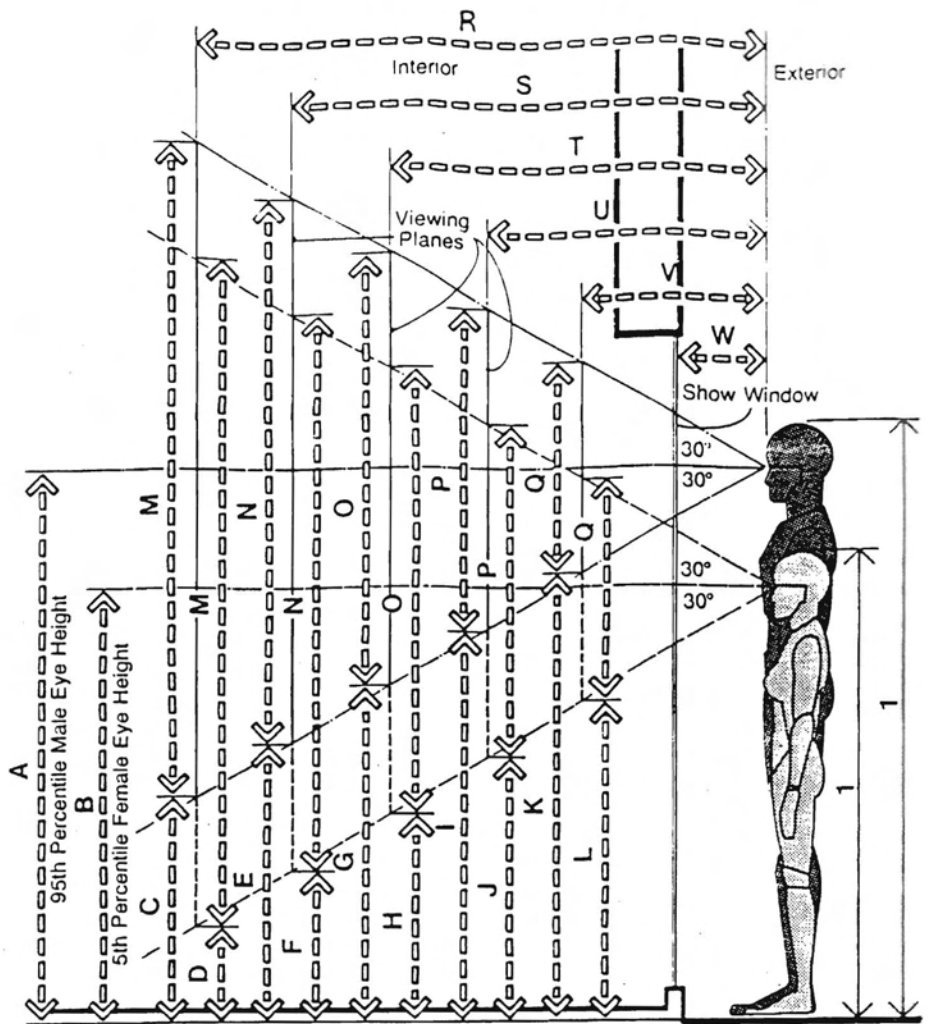 R
Interior
Exterior
S
T
Viewing
Planes
U
V
W
Show Window
30°
30°
M
N
O
P
Q
Q
P
O
N
M
30°
30°
A
95th Percentile Male Eye Height
B
5th Percentile Female Eye Height
C
D
E
F
G
H
I
J
K
L
1
1